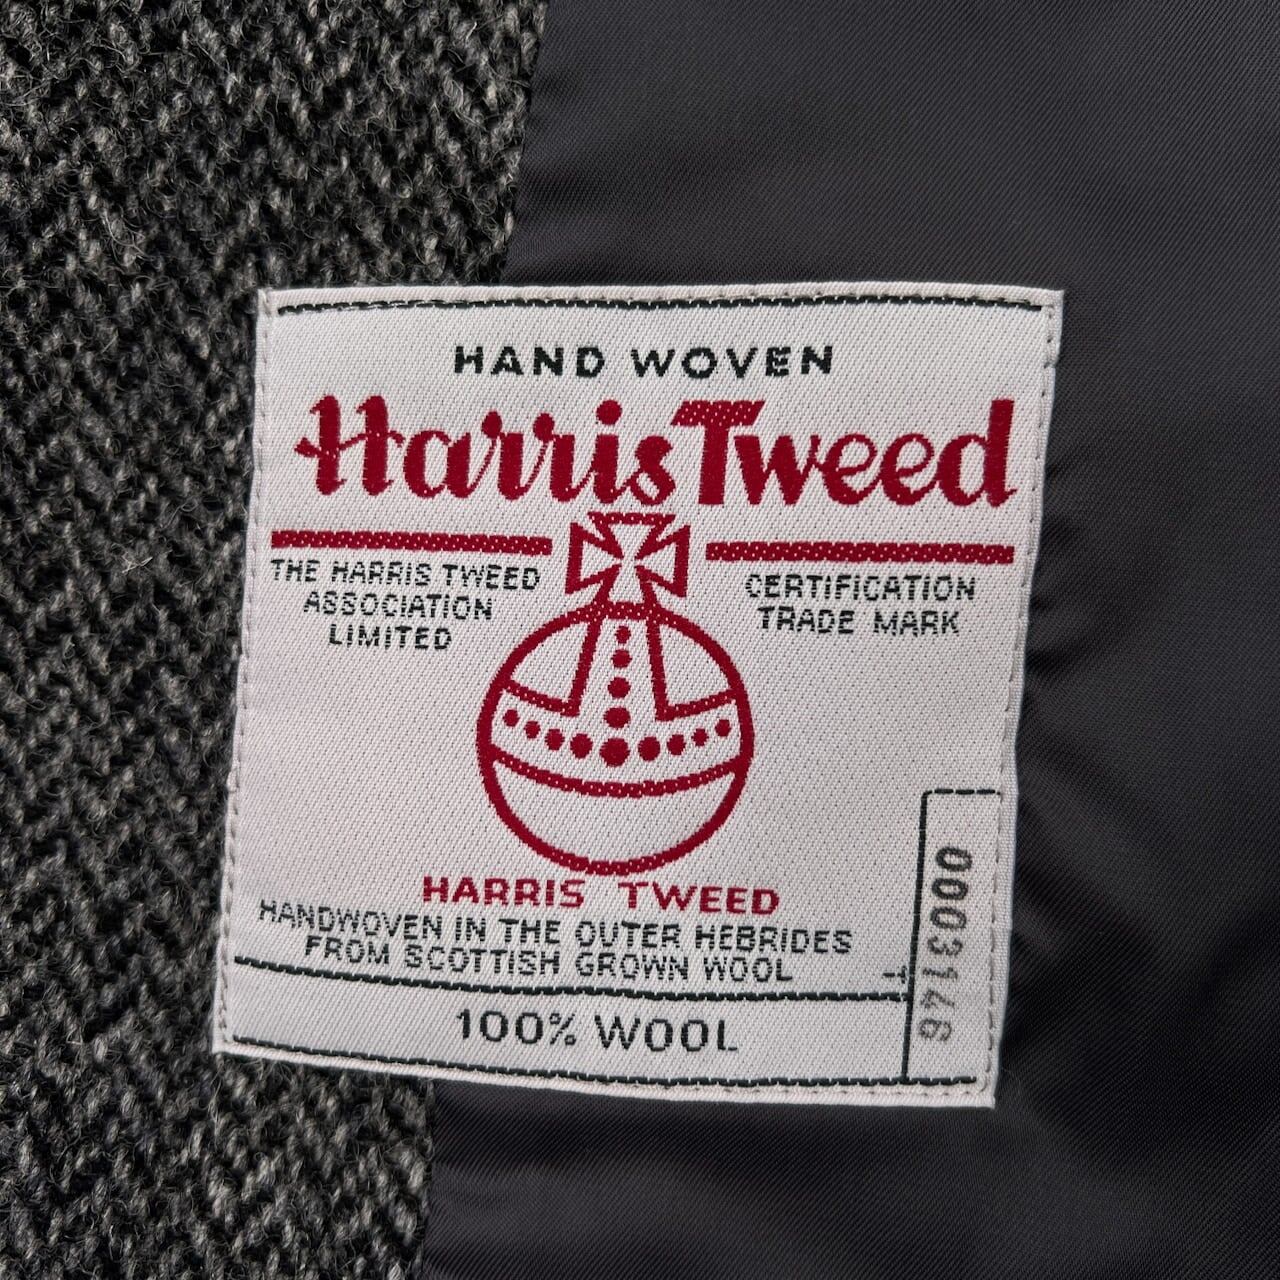 HAND WOVEN
Harris Tweed
THE HARRIS TWEED
ASSOCIATION
LIMITED
CERTIFICATION
TRADE MARK
HARRIS TWEED
HANDWOVEN IN THE OUTER HEBRIDES
FROM SCOTTISH GROWN WOOL
T
100% WOOL
0003146